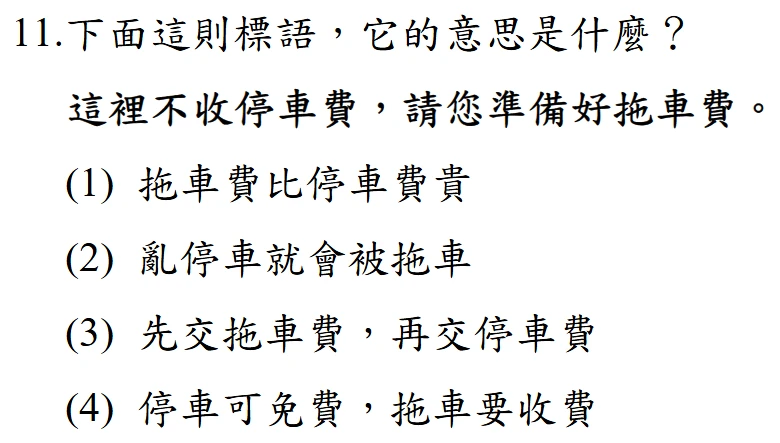 11.下面這則標語，它的意思是什麼？
這裡不收停車費，請您準備好拖車費。
(1) 拖車費比停車費貴
(2) 亂停車就會被拖車
(3) 先交拖車費，再交停車費
(4) 停車可免費，拖車要收費